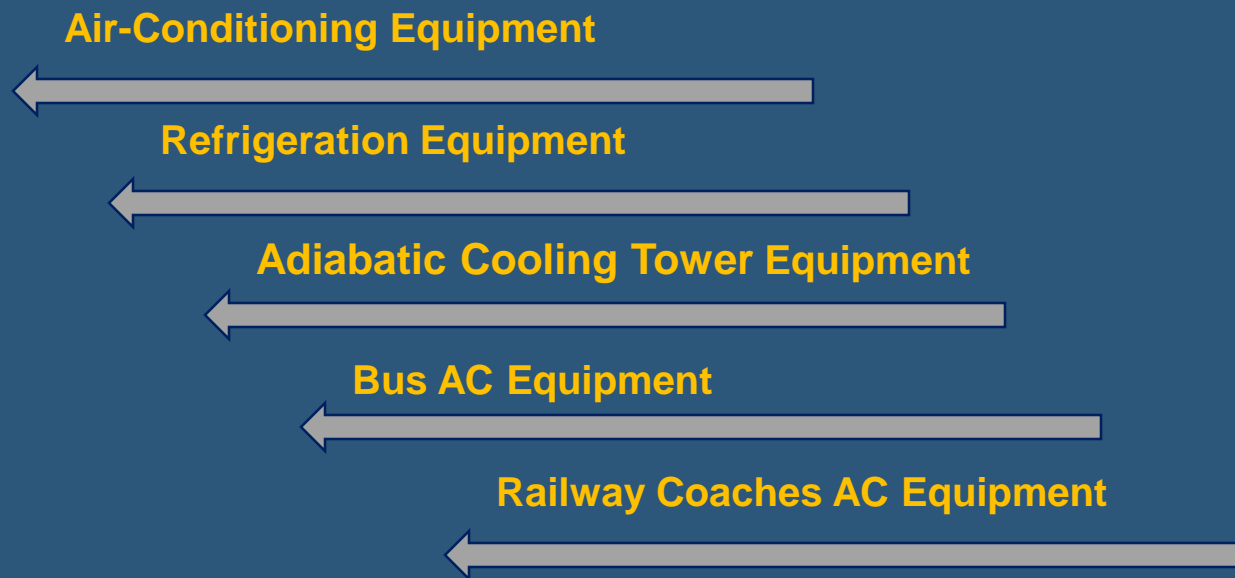 Air-Conditioning Equipment
Refrigeration Equipment
Adiabatic Cooling Tower Equipment
Bus AC Equipment
Railway Coaches AC Equipment